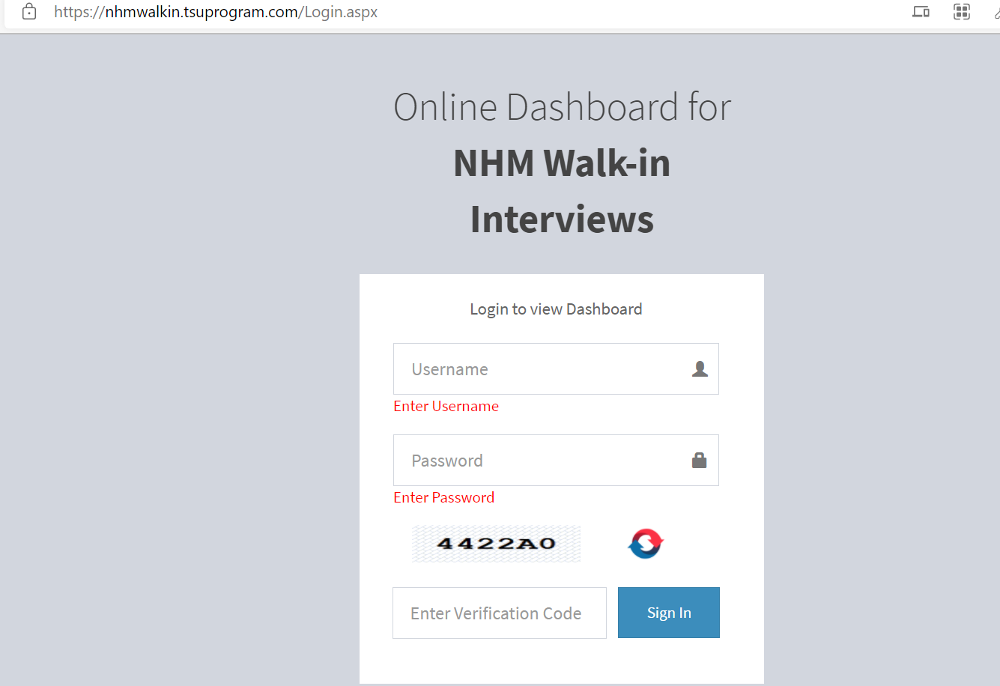 https://nhmwalkin.tsuprogram.com/Login.aspx
Online Dashboard for
NHM Walk-in
Interviews
Login to view Dashboard
Username
Enter Username
Password
Enter Password
4422A0
Enter Verification Code
Sign In